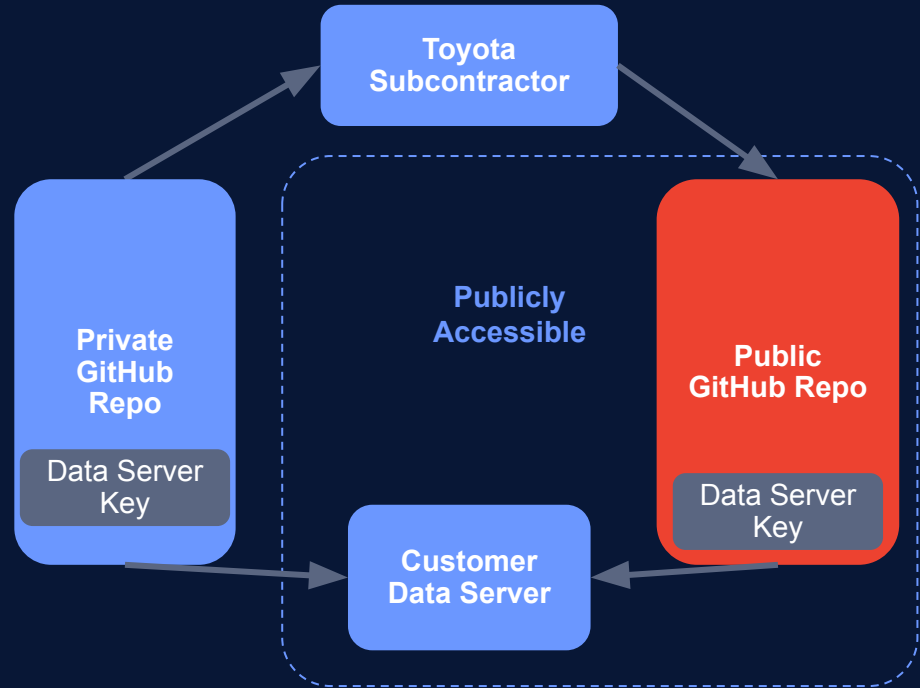 Toyota
Subcontractor
Publicly
Accessible
Private
GitHub
Repo
Data Server
Key
Public
GitHub Repo
Data Server
Key
Customer
Data Server